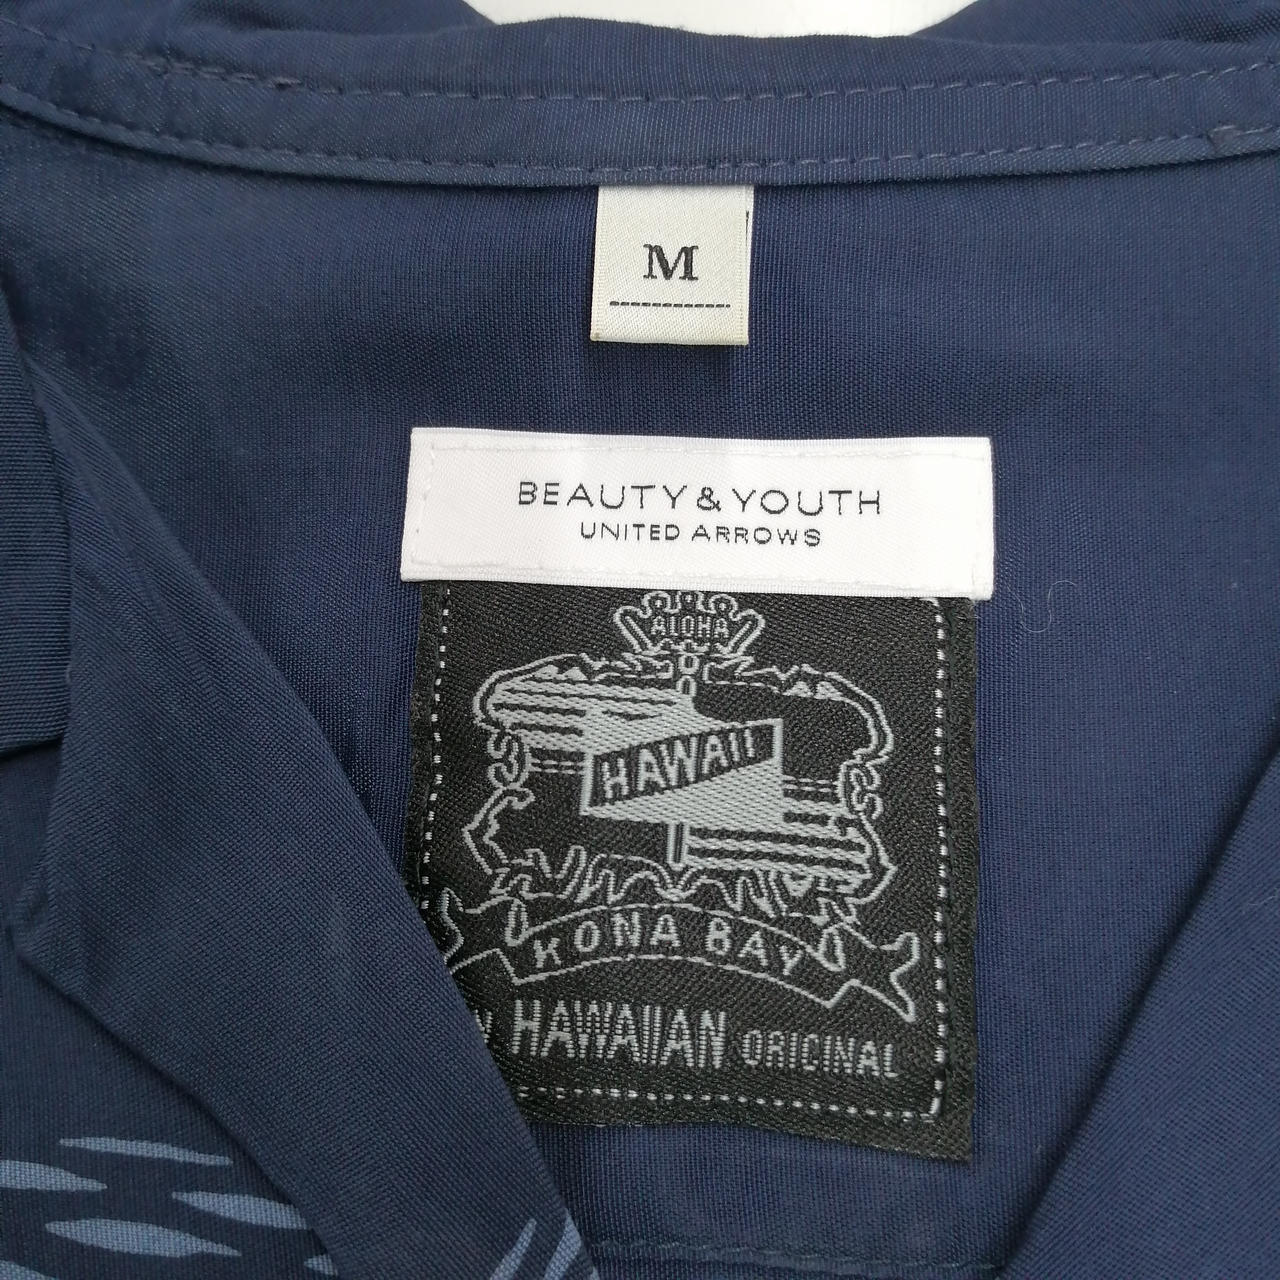 M
BEAUTY & YOUTH
UNITED ARROWS
ALOHA
HAWAII
KONA BAY
HAWAIIAN ORIGINAL